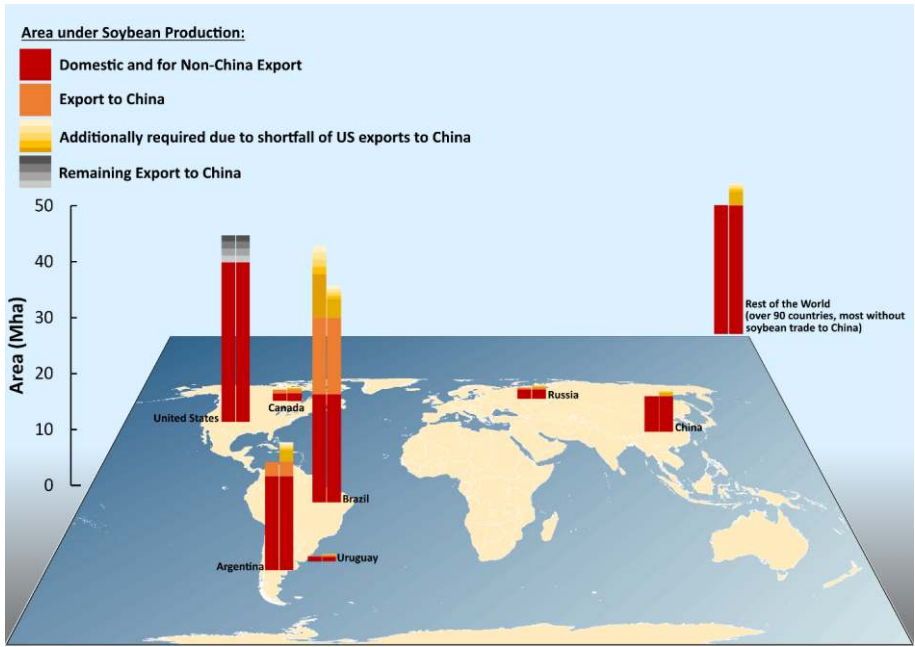 Area under Soybean Production:
Domestic and for Non-China Export
Export to China
Additionally required due to shortfall of US exports to China
Remaining Export to China
50
40
30
20
10
0
Area (Mha)
Rest of the World
(over 90 countries, most without
soybean trade to China)
United States
Canada
Russia
China
Brazil
Argentina
Uruguay